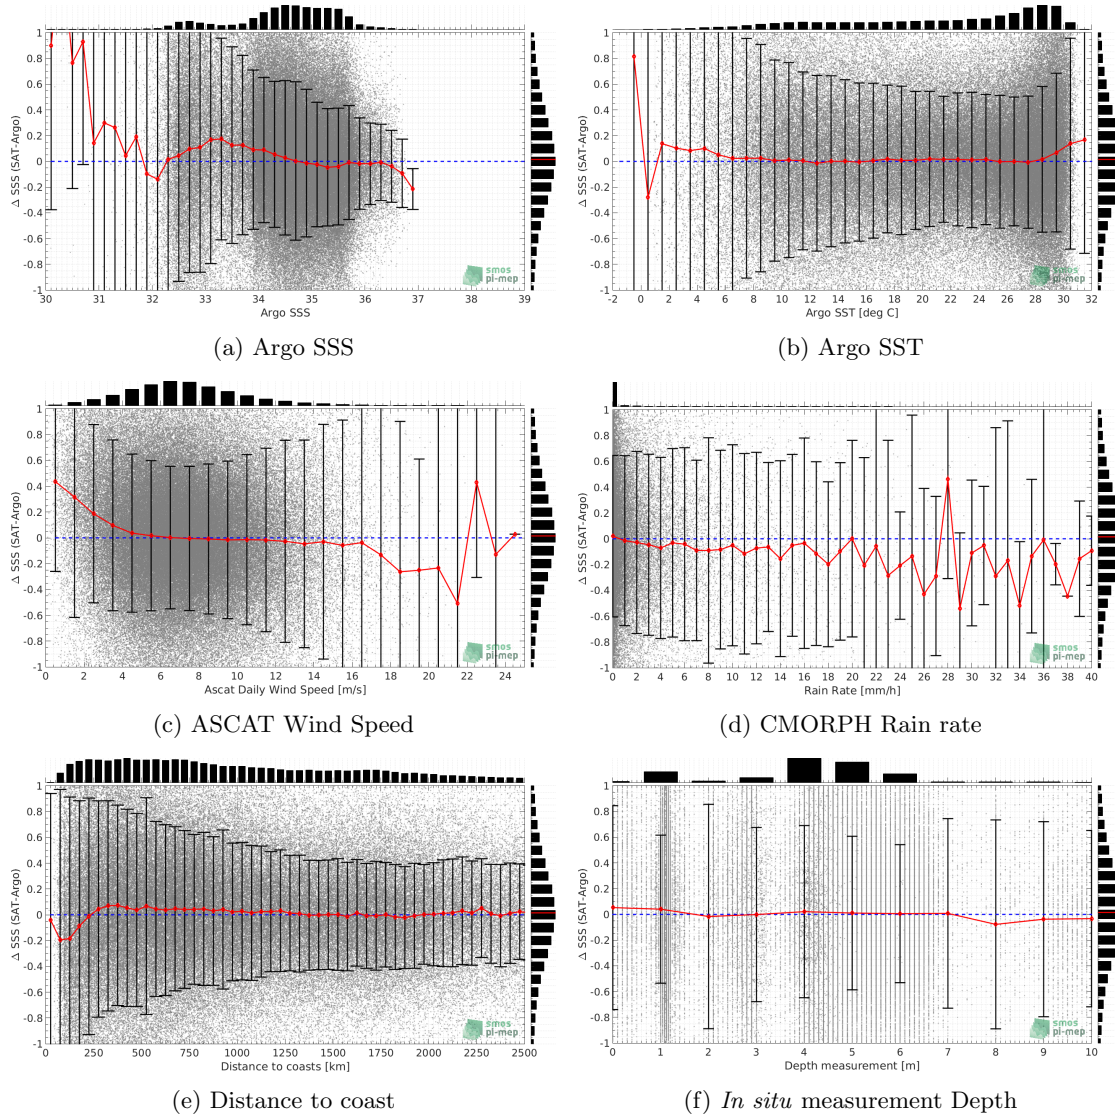 Δ SSS (SAT-Argo)
1
0.8
0.6
0.4
0.2
0
-0.2
-0.4
-0.6
-0.8
-1
30 31 32 33 34 35 36 37 38 39
Argo SSS
smos
pi-mep
(a) Argo SSS
Δ SSS (SAT-Argo)
1
0.8
0.6
0.4
0.2
0
-0.2
-0.4
-0.6
-0.8
-1
-2 0 2 4 6 8 10 12 14 16 18 20 22 24 26 28 30 32
Argo SST [deg C]
smos
pi-mep
(b) Argo SST
Δ SSS (SAT-Argo)
1
0.8
0.6
0.4
0.2
0
-0.2
-0.4
-0.6
-0.8
-1
0 2 4 6 8 10 12 14 16 18 20 22 24
Ascat Daily Wind Speed [m/s]
smos
pi-mep
(c) ASCAT Wind Speed
Δ SSS (SAT-Argo)
1
0.8
0.6
0.4
0.2
0
-0.2
-0.4
-0.6
-0.8
-1
0 2 4 6 8 10 12 14 16 18 20 22 24 26 28 30 32 34 36 38 40
Rain Rate [mm/h]
smos
pi-mep
(d) CMORPH Rain rate
Δ SSS (SAT-Argo)
1
0.8
0.6
0.4
0.2
0
-0.2
-0.4
-0.6
-0.8
-1
0 250 500 750 1000 1250 1500 1750 2000 2250 2500
Distance to coasts [km]
smos
pi-mep
(e) Distance to coast
Δ SSS (SAT-Argo)
1
0.8
0.6
0.4
0.2
0
-0.2
-0.4
-0.6
-0.8
-1
0 1 2 3 4 5 6 7 8 9 10
Depth measurement [m]
smos
pi-mep
(f) In situ measurement Depth